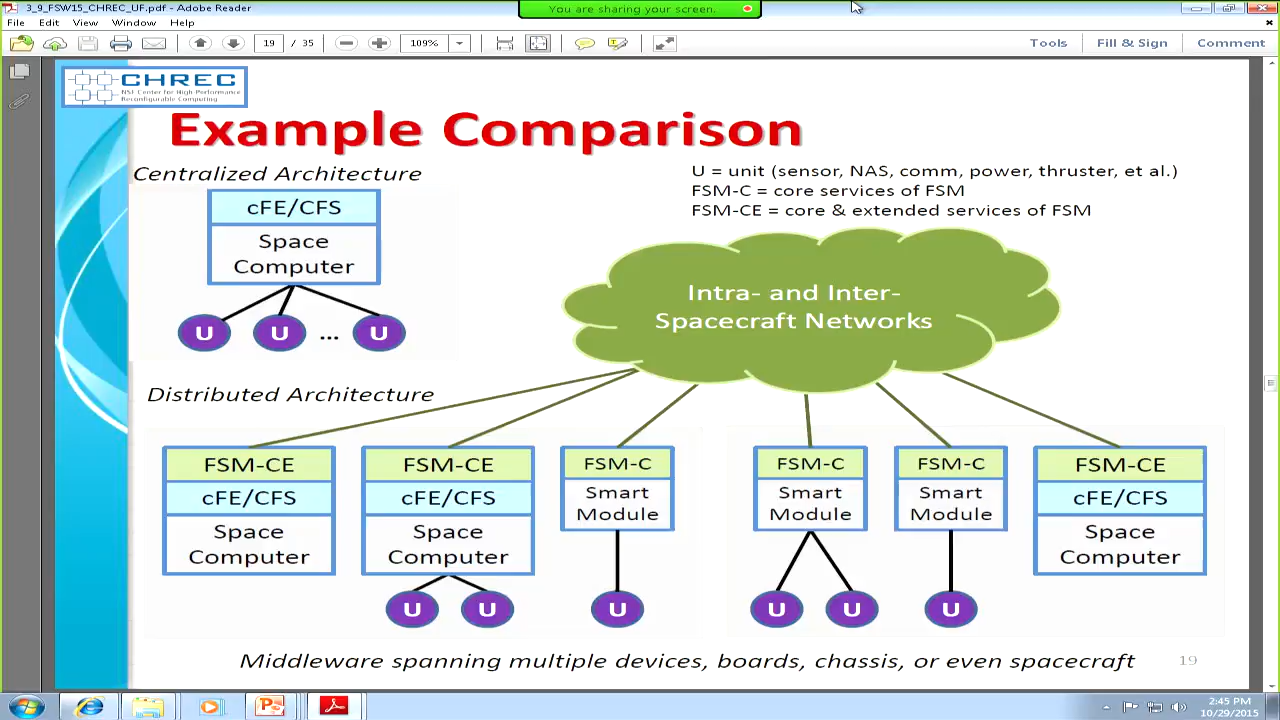 3_9_FSW15_CHREC_UF.pdf - Adobe Reader
You are sharing your screen.
File Edit View Window Help
19 / 35
109%
Tools Fill & Sign Comment
CHREC
NSF Center for High Performance
Reconfigurable Computing
Example Comparison
Centralized Architecture
U = unit (sensor, NAS, comm, power, thruster, et al.)
FSM-C = core services of FSM
FSM-CE = core & extended services of FSM
cFE/CFS
Space
Computer
U U ... U
Intra- and Inter-
Spacecraft Networks
Distributed Architecture
FSM-CE
cFE/CFS
Space
Computer
FSM-CE
cFE/CFS
Space
Computer
U U
FSM-C
Smart
Module
U
FSM-C
Smart
Module
U U
FSM-C
Smart
Module
U
FSM-CE
cFE/CFS
Space
Computer
Middleware spanning multiple devices, boards, chassis, or even spacecraft
19
2:45 PM
10/29/2015